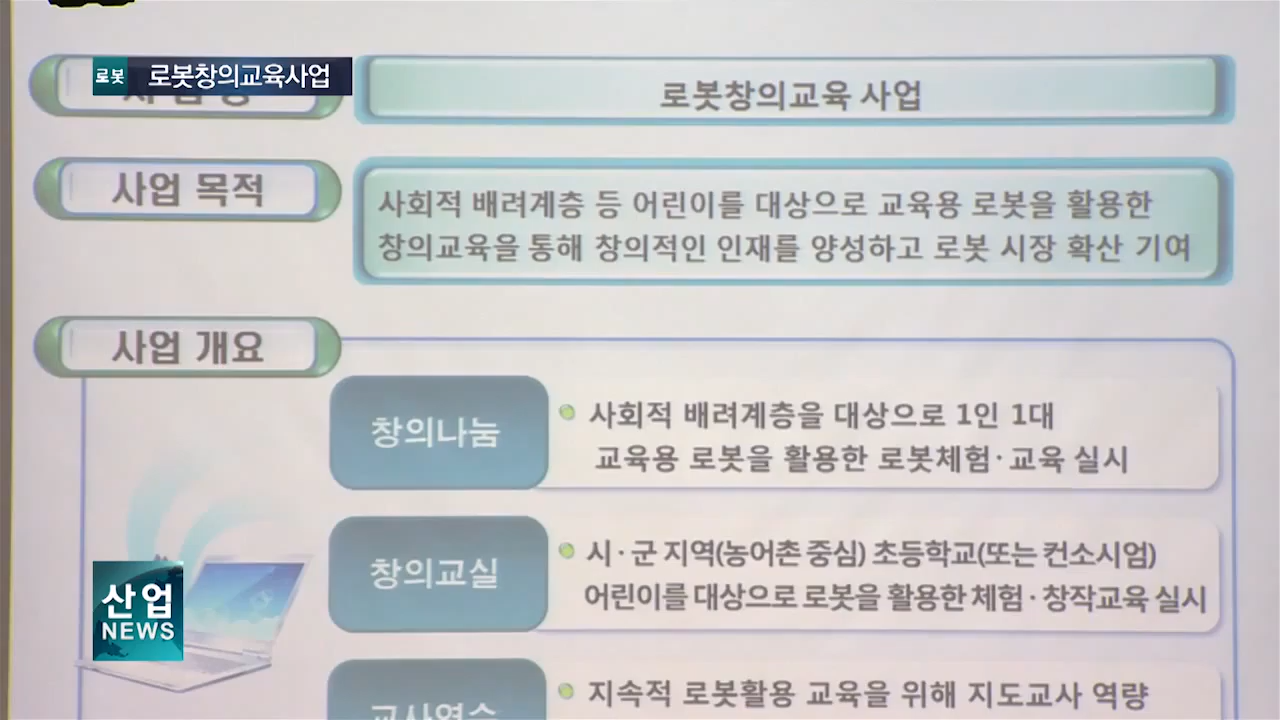 로봇 로봇창의교육사업
로봇창의교육 사업
사업 목적
사회적 배려계층 등 어린이를 대상으로 교육용 로봇을 활용한
창의교육을 통해 창의적인 인재를 양성하고 로봇 시장 확산 기여
사업 개요
창의나눔
사회적 배려계층을 대상으로 1인 1대
교육용 로봇을 활용한 로봇체험·교육 실시
창의교실
시·군 지역(농어촌 중심) 초등학교(또는 컨소시엄)
어린이를 대상으로 로봇을 활용한 체험·창작교육 실시
교사연수
지속적 로봇활용 교육을 위해 지도교사 역량
산업
NEWS